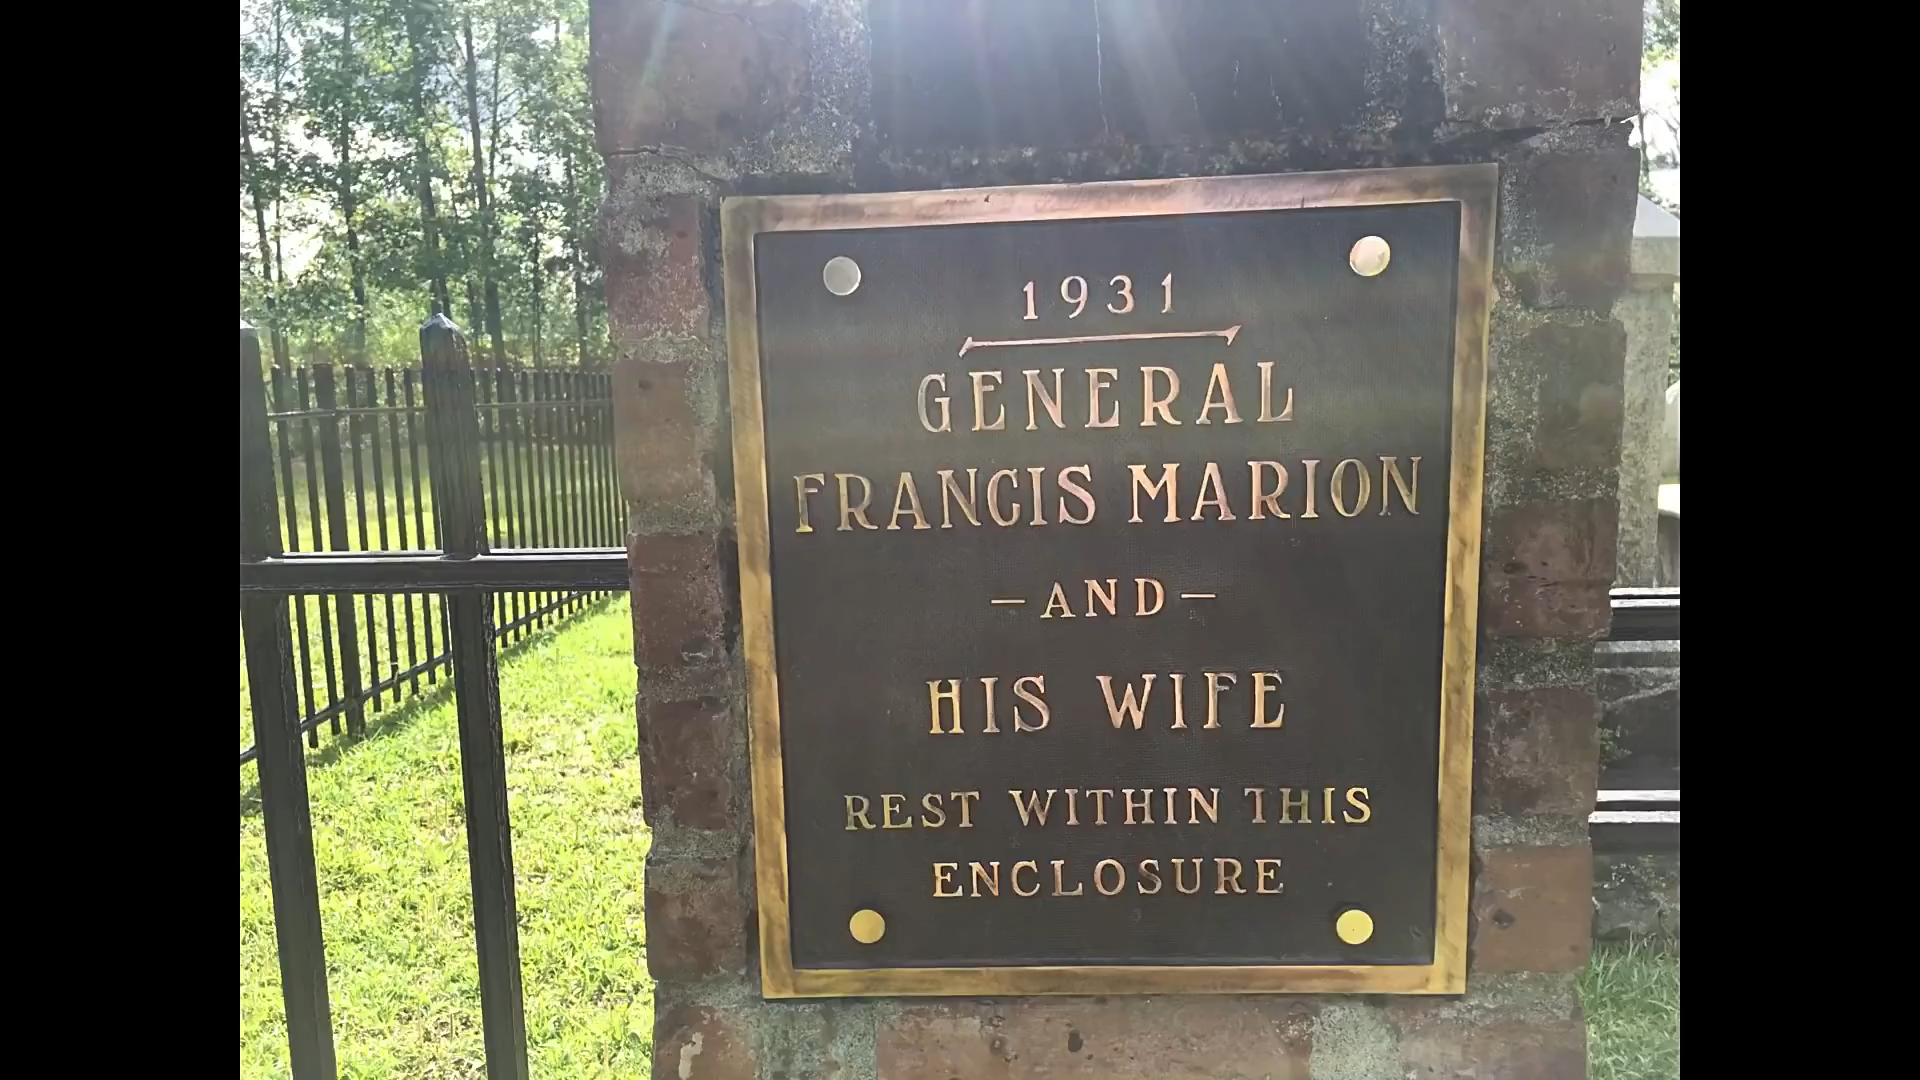 1931
GENERAL
FRANCIS MARION
— AND —
HIS WIFE
REST WITHIN THIS
ENCLOSURE